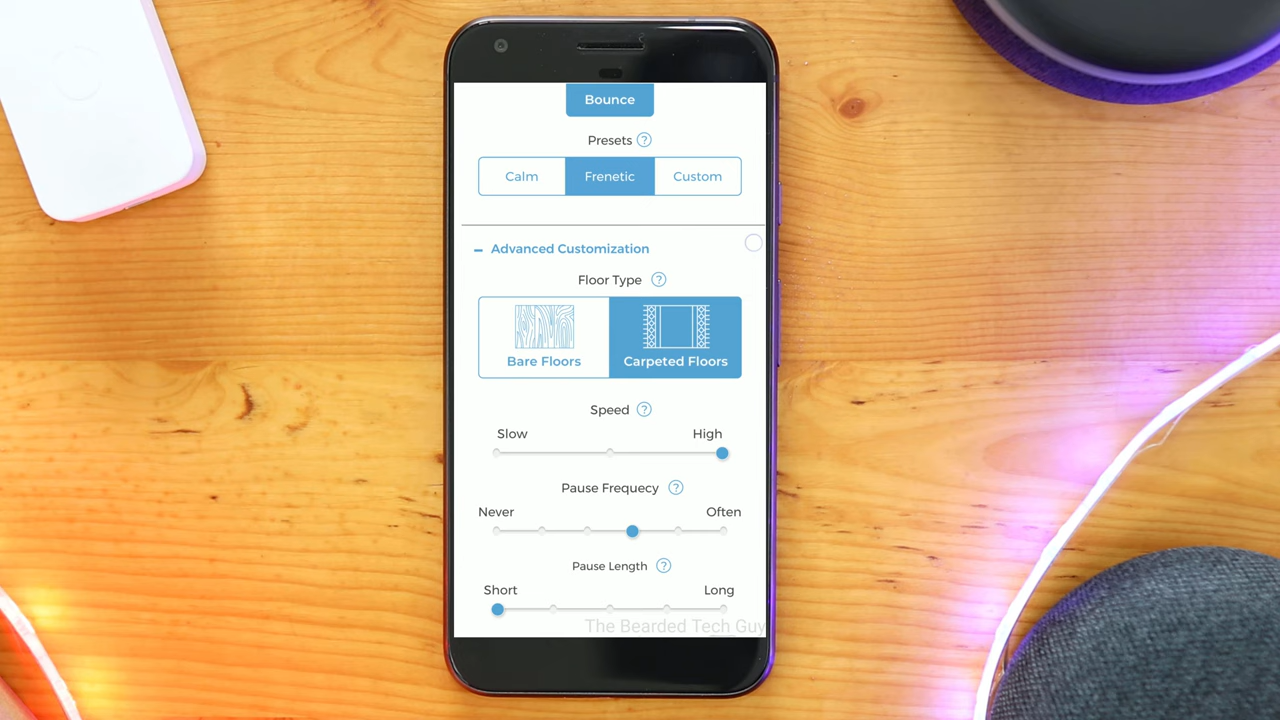 Bounce
Presets ?
Calm Frenetic Custom
– Advanced Customization
Floor Type ?
Bare Floors Carpeted Floors
Speed ?
Slow High
Pause Frequecy ?
Never Often
Pause Length ?
Short Long
The Bearded Tech Guy